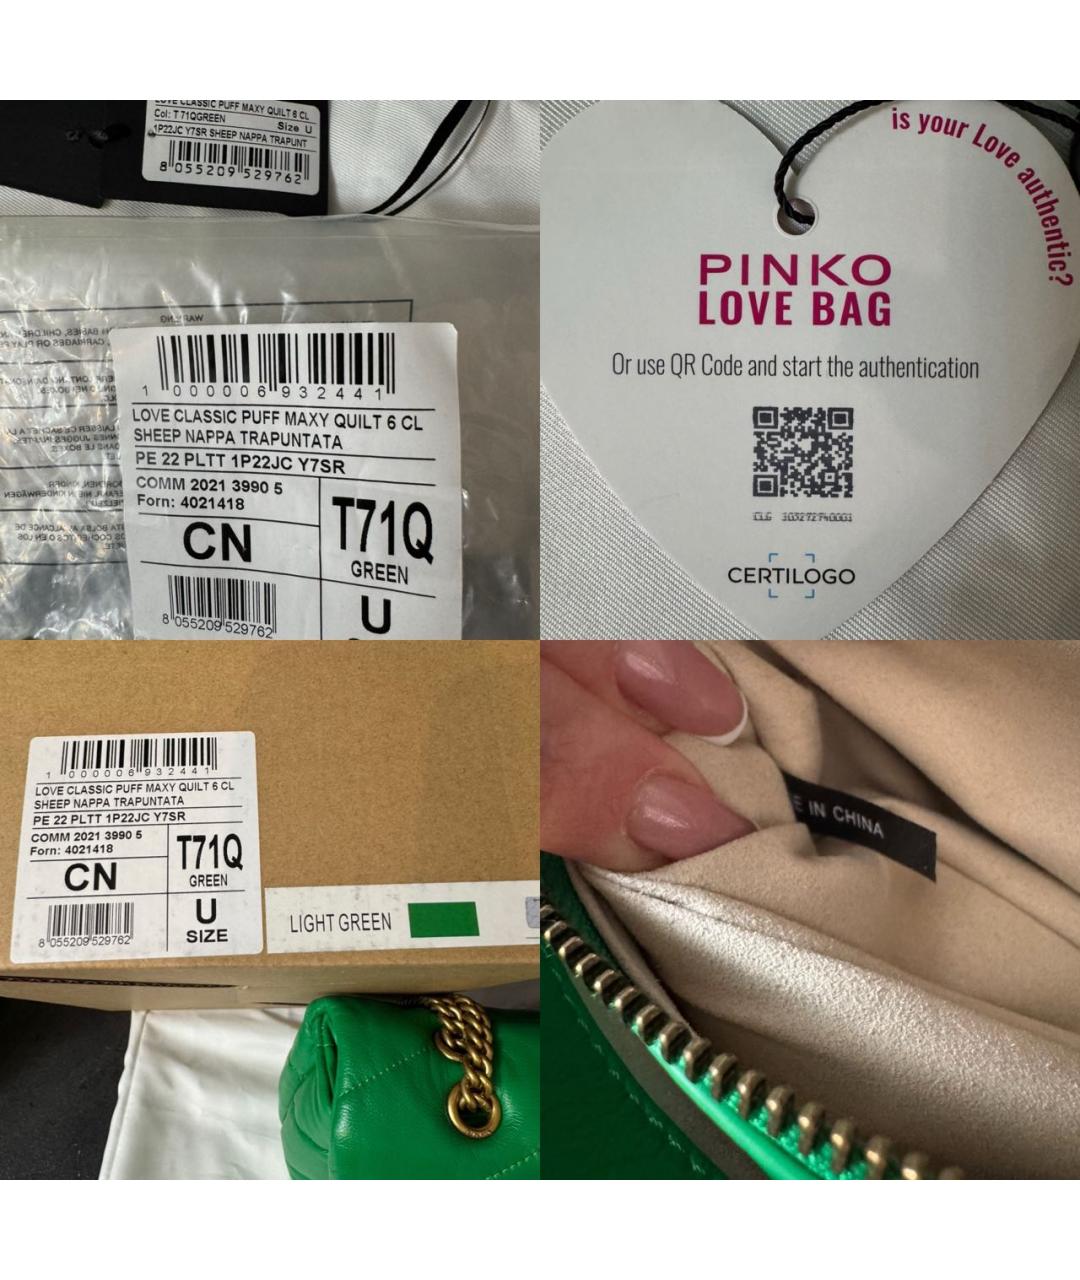 LOVE CLASSIC PUFF MAXY QUILT 6 CL
Col: T 71QGREEN
Size U
1P22JC Y7SR SHEEP NAPPA TRAPUNT
8 055209 529762
WARNING
1 000006 932441
LOVE CLASSIC PUFF MAXY QUILT 6 CL
SHEEP NAPPA TRAPUNTATA
PE 22 PLTT 1P22JC Y7SR
COMM 2021 3990 5
Forn: 4021418
CN
T71Q
GREEN
U
8 055209 529762
is your Love authentic?
PINKO
LOVE BAG
Or use QR Code and start the authentication
CLG
CERTILOGO
1 000006 932441
LOVE CLASSIC PUFF MAXY QUILT 6 CL
SHEEP NAPPA TRAPUNTATA
PE 22 PLTT 1P22JC Y7SR
COMM 2021 3990 5
Forn: 4021418
CN
T71Q
GREEN
U
SIZE
8 055209 529762
LIGHT GREEN
E IN CHINA